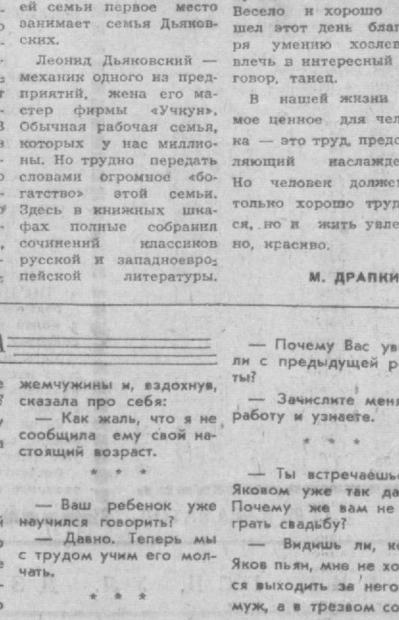 ей семьи первое место
занимает семья Дьяков-
ских.
Леонид Дьяковский —
механик одного из пред-
приятий, жена его ма-
стер фирмы «Учкун».
Обычная рабочая семья,
которых у нас миллио-
ны. Но трудно передать
словами огромное «бо-
гатство» этой семьи.
Здесь в книжных шка-
фах полные собрания
сочинений классиков
русской и западноевро-
пейской литературы.
Весело и хорошо
шел этот день благ
ря умению хозяев
влечь в интересный
говор, танец.
В нашей жизни
мое ценное для чел
ка — это труд, предс
ляющий наслажде
Но человек должен
только хорошо труд
ся, но и жить увле
но, красиво.
М. ДРАПКИ
А
жемчужины и, вздохнув,
сказала про себя:
— Как жаль, что я не
сообщила ему свой на-
стоящий возраст.
* * *
— Ваш ребенок уже
научился говорить?
— Давно. Теперь мы
с трудом учим его мол-
чать.
* * *
— Почему Вас ув
ли с предыдущей р
ты?
— Зачислите меня
работу и узнаете.
* * *
— Ты встречаешь
Яковом уже так да
Почему же вам не
грать свадьбу?
— Видишь ли, ко
Яков пьян, мне не хо
ся выходить за него
муж, а в трезвом со